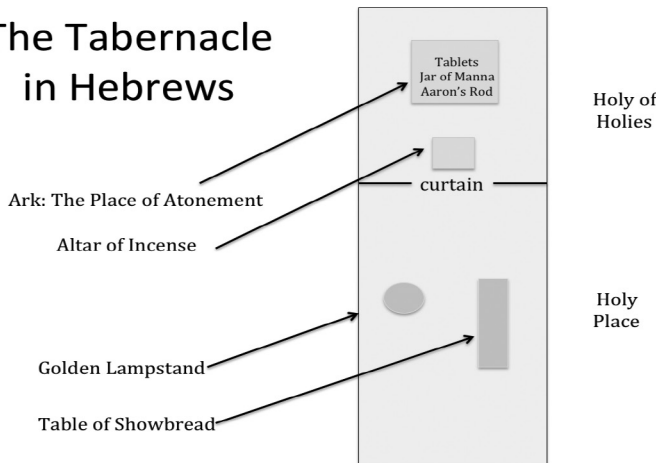 The Tabernacle
in Hebrews
Tablets
Jar of Manna
Aaron's Rod
Holy of
Holies
curtain
Ark: The Place of Atonement
Altar of Incense
Holy
Place
Golden Lampstand
Table of Showbread